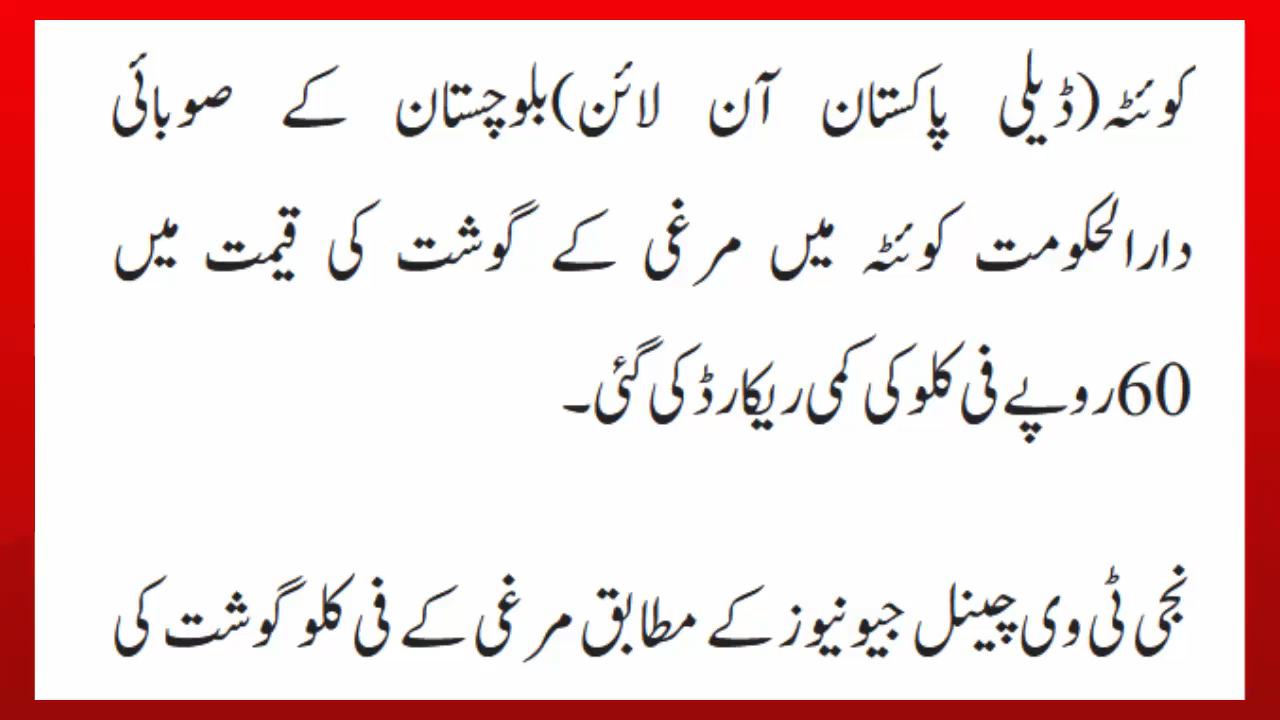 کوئٹہ(ڈیلی پاکستان آن لائن)بلوچستان کے صوبائی
دارالحکومت کوئٹہ میں مرغی کے گوشت کی قیمت میں
60روپے فی کلو کی کمی ریکارڈ کی گئی۔
نجی ٹی وی چینل جیو نیوز کے مطابق مرغی کے فی کلو گوشت کی